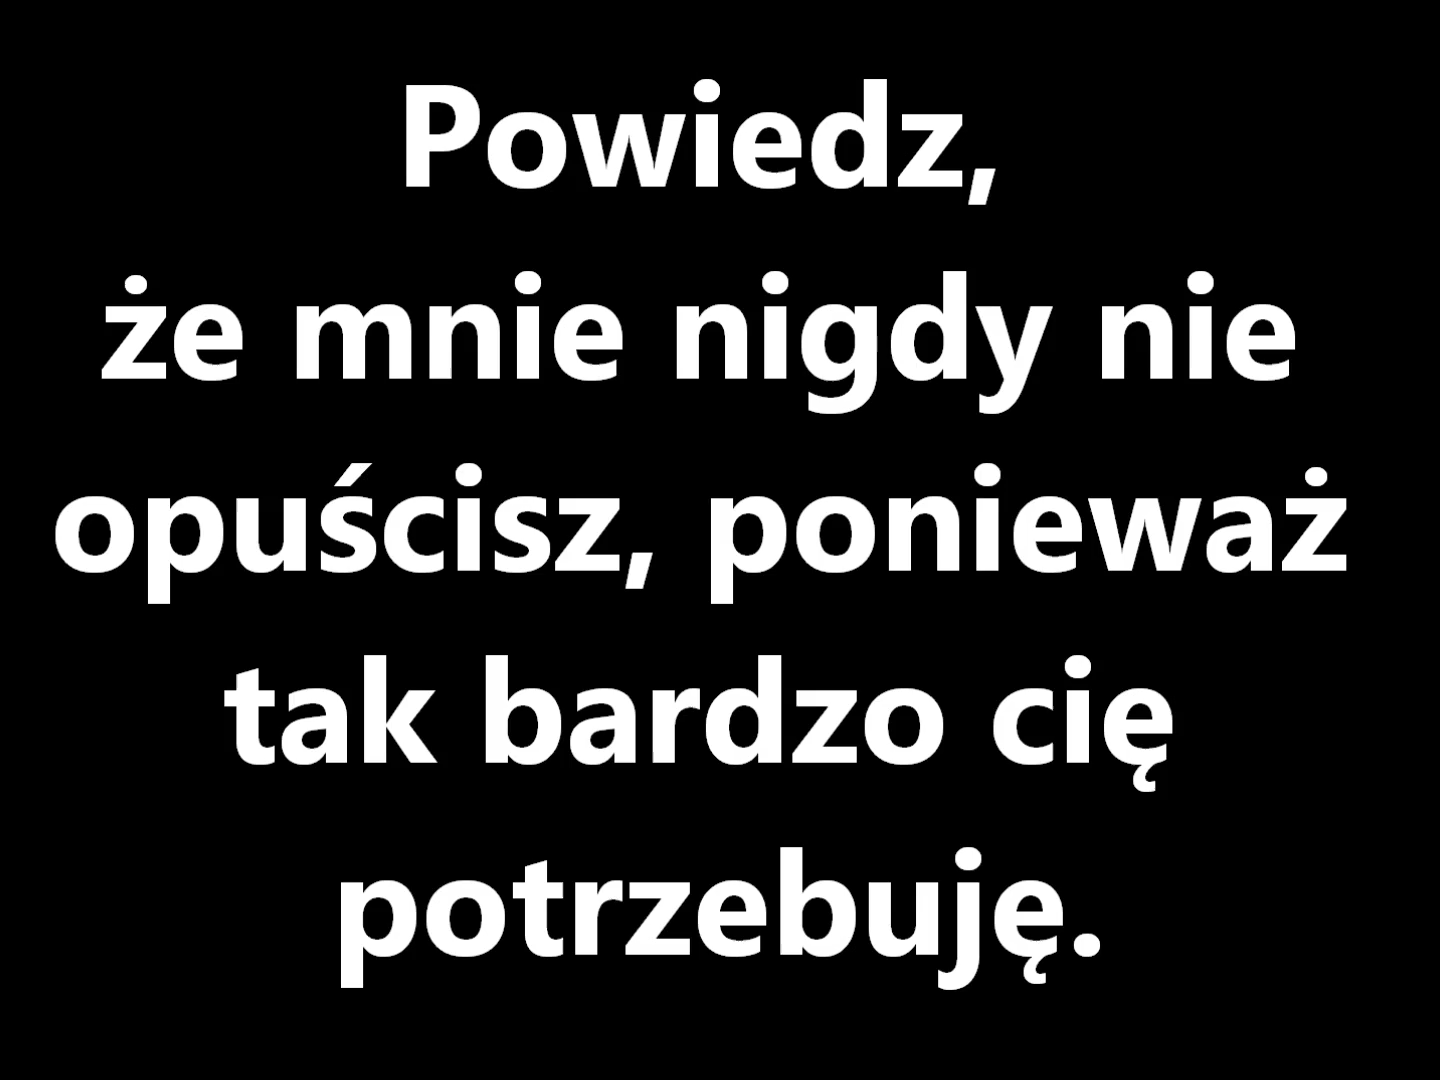 Powiedz,
że mnie nigdy nie
opuścisz, ponieważ
tak bardzo cię
potrzebuję.